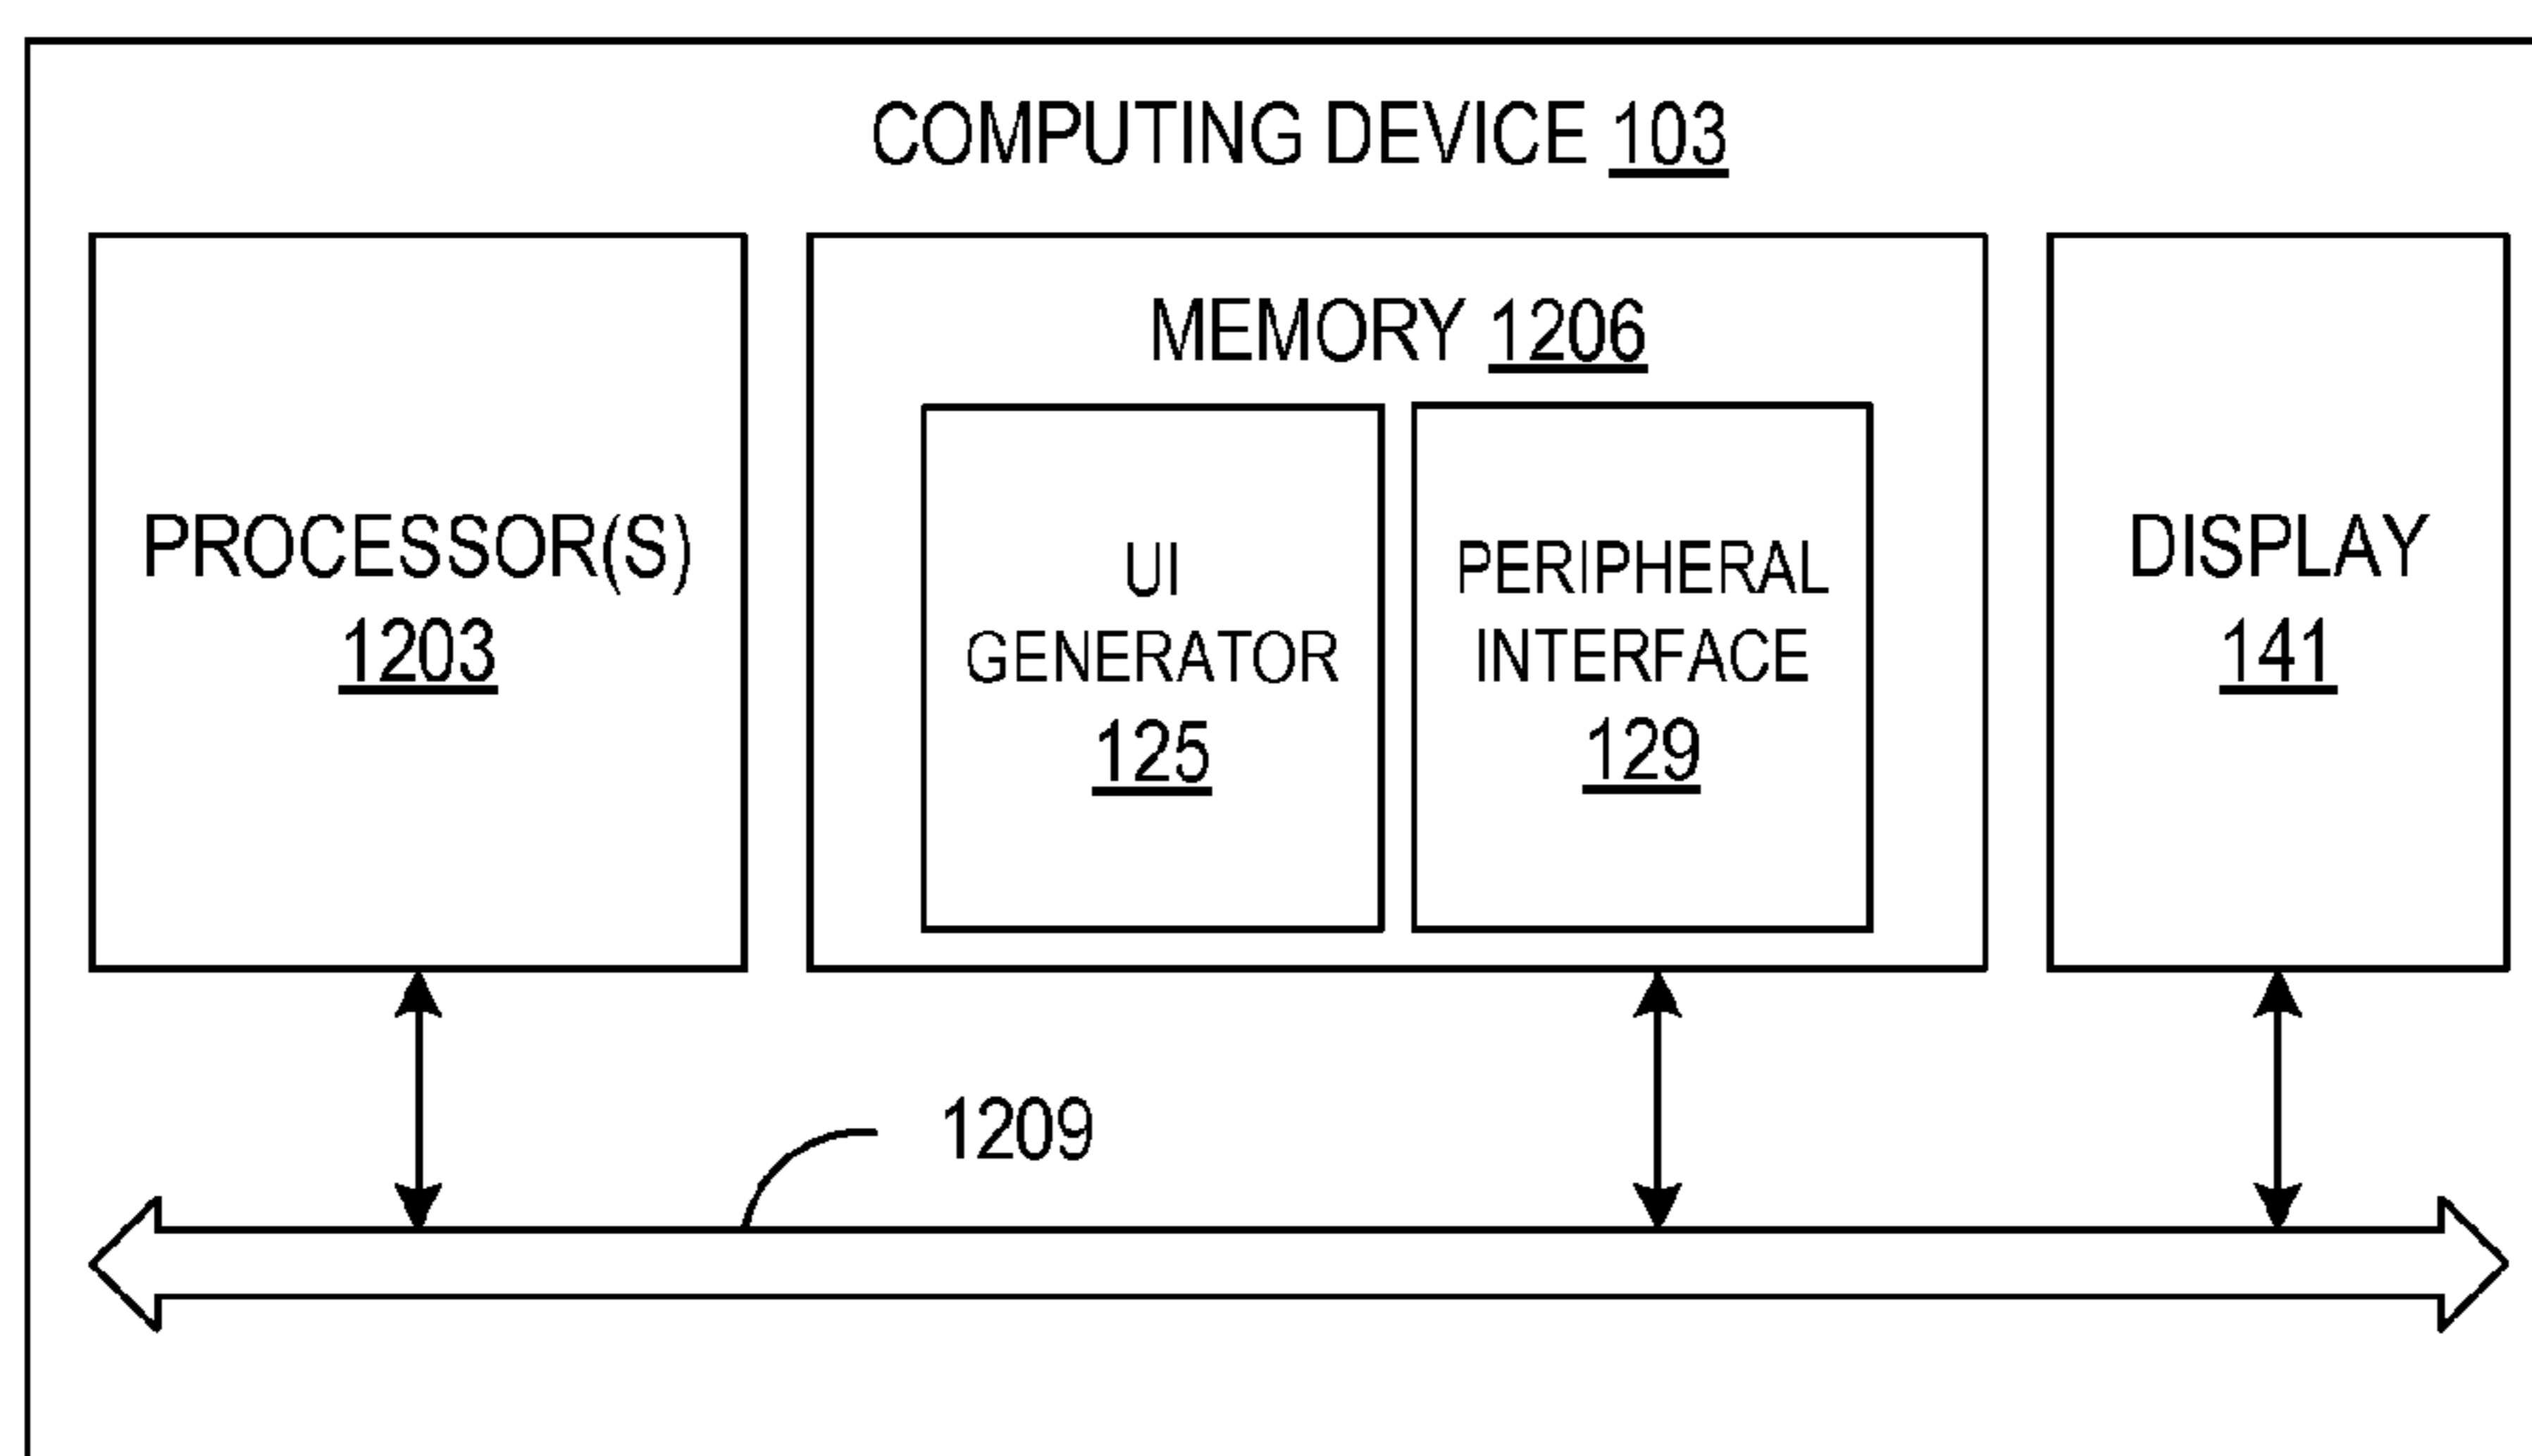 COMPUTING DEVICE 103
PROCESSOR(S)
1203
MEMORY 1206
UI
GENERATOR
125
PERIPHERAL
INTERFACE
129
DISPLAY
141
1209